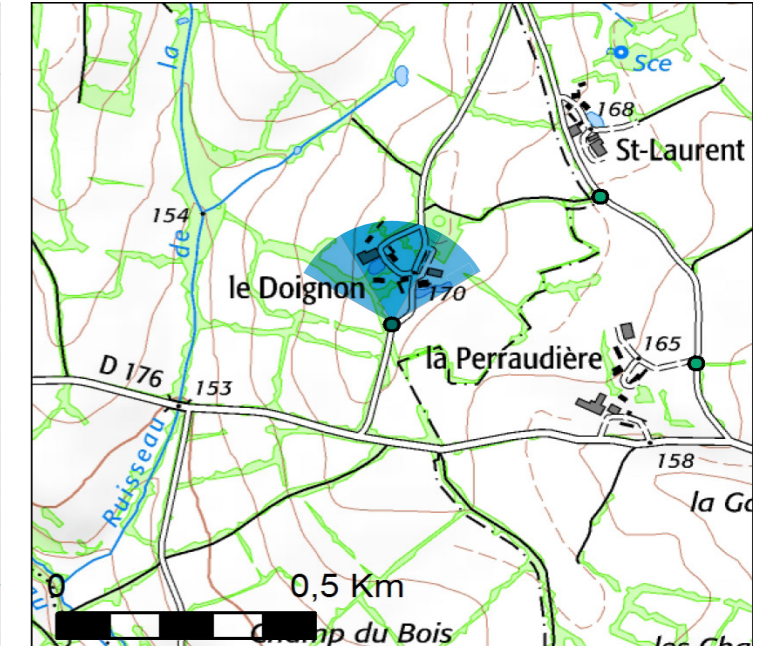 la
Sce
168
St-Laurent
154
de
le Doignon
170
la Perraudière
165
D 176
153
Ruisseau
158
la Go
0
0,5 Km
Champ du Bois
les Cha